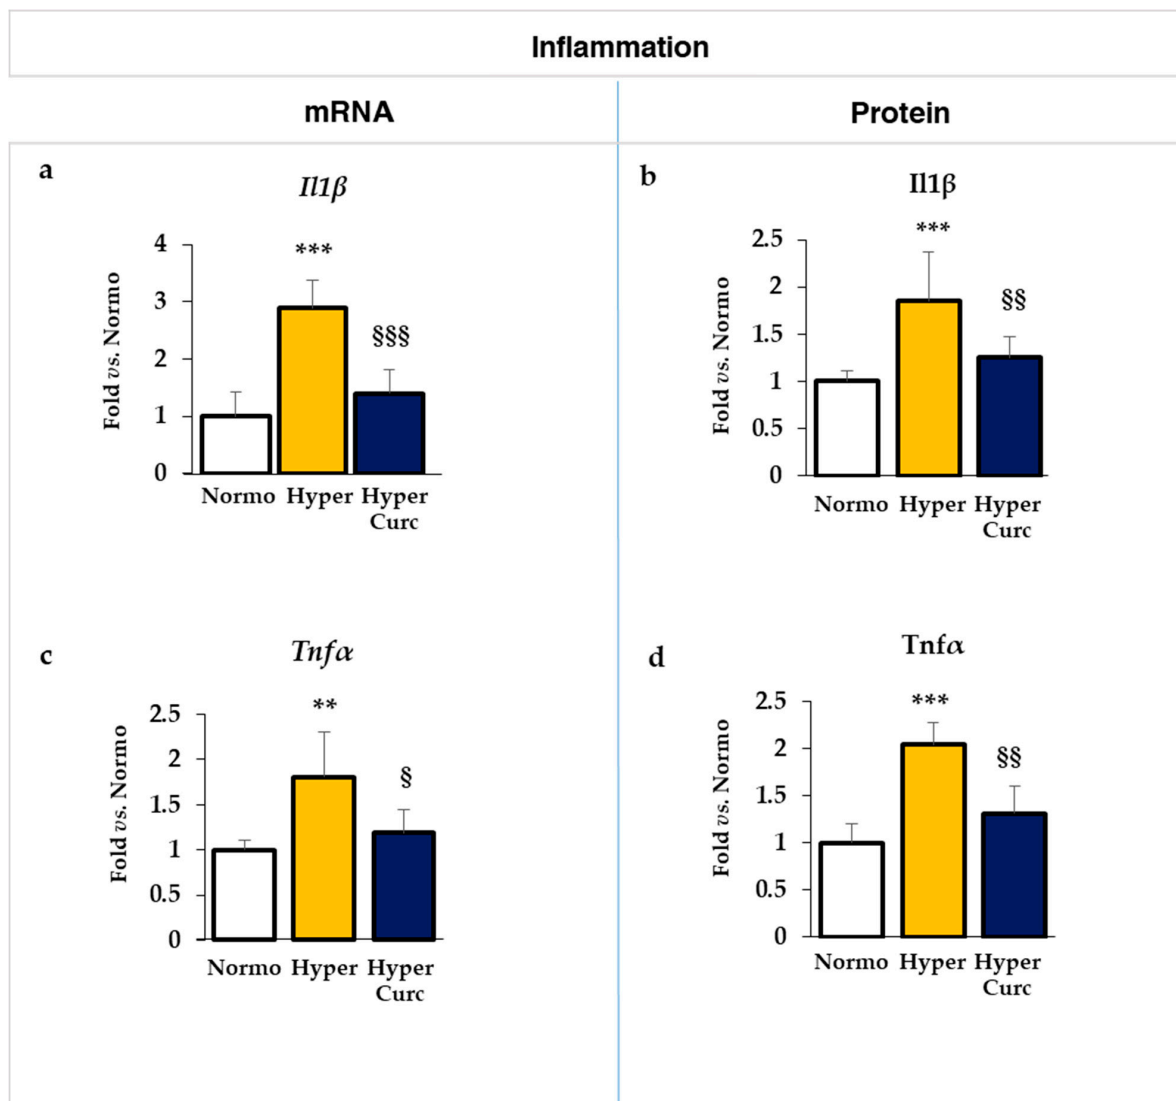 Inflammation
mRNA
Protein
a
Il1β
Fold vs. Normo
4
3
2
1
0
***
§§§
Normo Hyper Hyper
Curc
b
Il1β
Fold vs. Normo
2.5
2
1.5
1
0.5
0
***
§§
Normo Hyper Hyper
Curc
c
Tnfα
Fold vs. Normo
2.5
2
1.5
1
0.5
0
**
§
Normo Hyper Hyper
Curc
d
Tnfα
Fold vs. Normo
2.5
2
1.5
1
0.5
0
***
§§
Normo Hyper Hyper
Curc